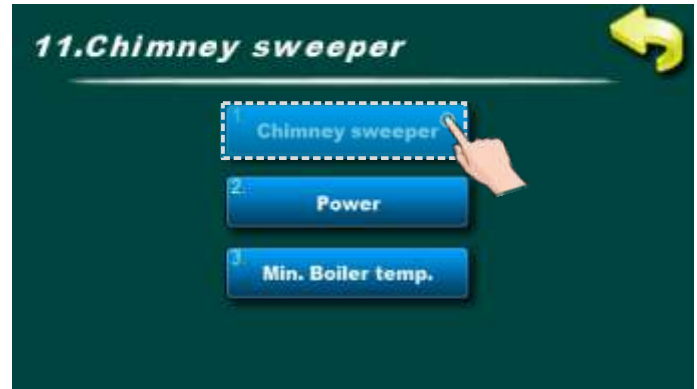 11.Chimney sweeper
1.
Chimney sweeper
2.
Power
3.
Min. Boiler temp.